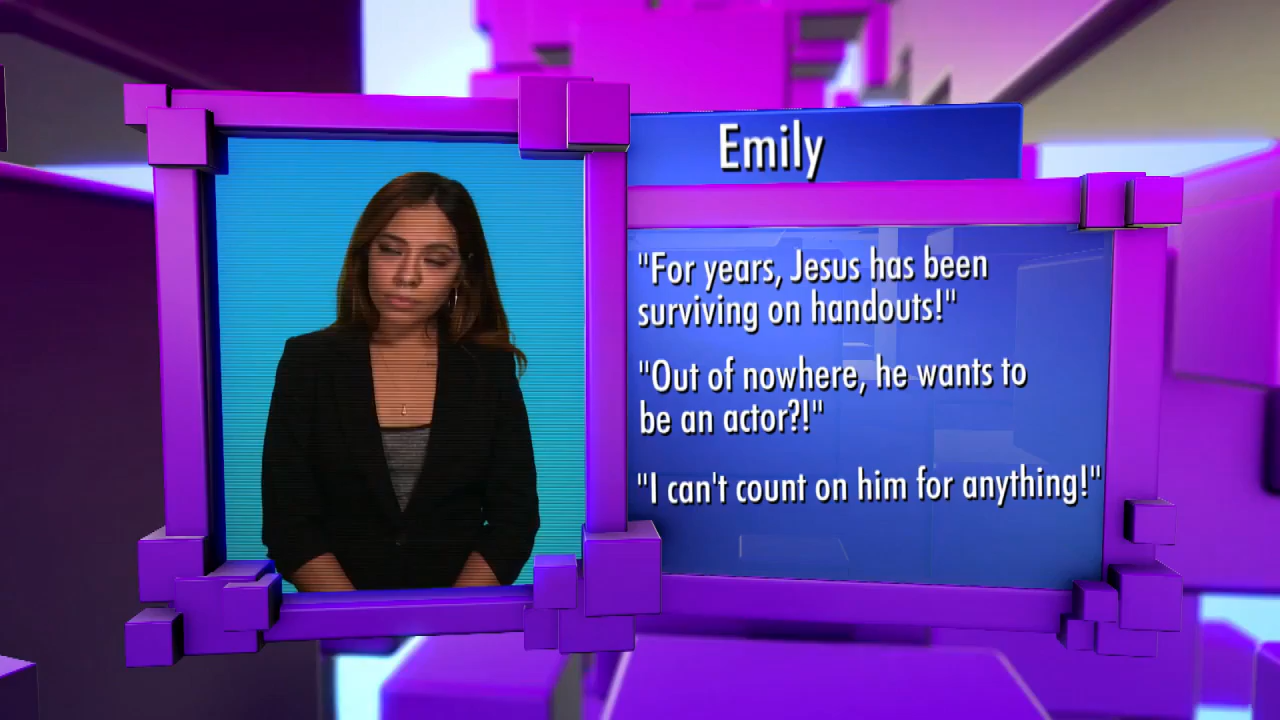 Emily
"For years, Jesus has been
surviving on handouts!"
"Out of nowhere, he wants to
be an actor?!"
"I can't count on him for anything!"